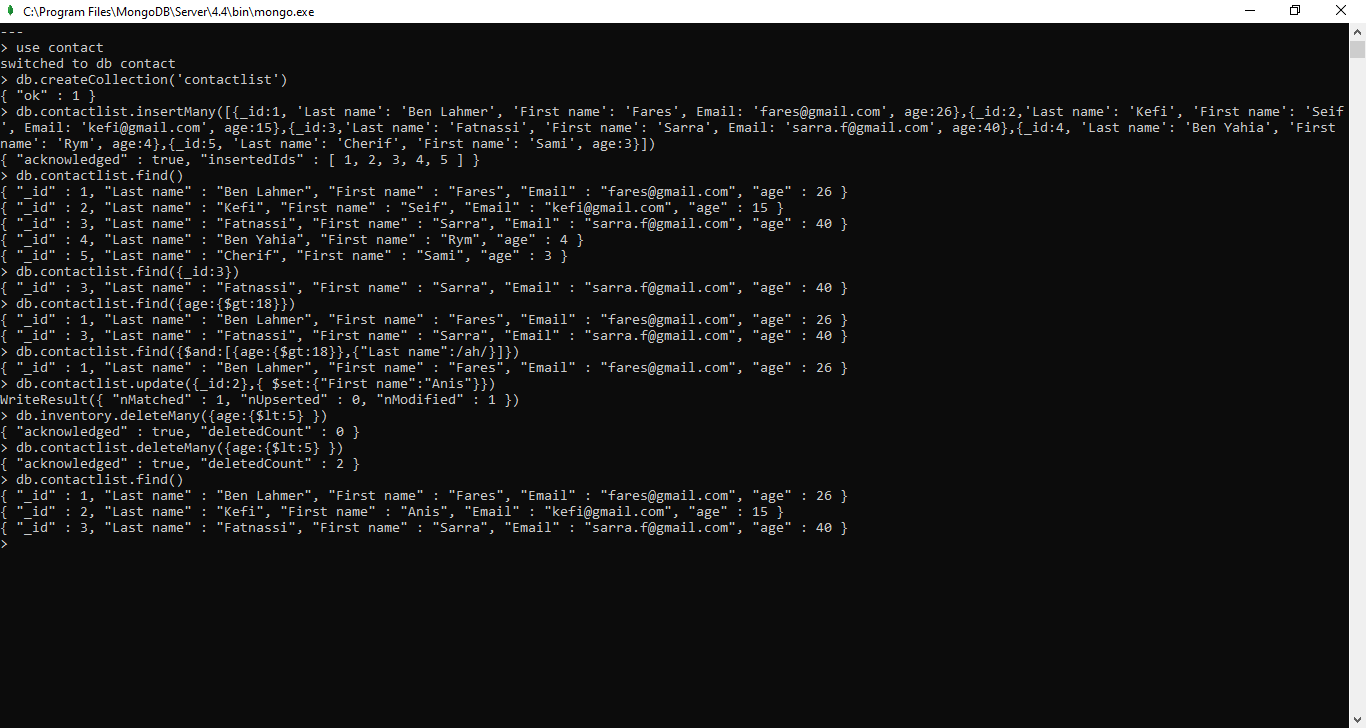 C:\Program Files\MongoDB\Server\4.4\bin\mongo.exe
---
> use contact
switched to db contact
> db.createCollection('contactlist')
{ "ok" : 1 }
> db.contactlist.insertMany([{_id:1, 'Last name': 'Ben Lahmer', 'First name': 'Fares', Email: 'fares@gmail.com', age:26},{_id:2,'Last name': 'Kefi', 'First name': 'Seif
', Email: 'kefi@gmail.com', age:15},{_id:3,'Last name': 'Fatnassi', 'First name': 'Sarra', Email: 'sarra.f@gmail.com', age:40},{_id:4, 'Last name': 'Ben Yahia', 'First
name': 'Rym', age:4},{_id:5, 'Last name': 'Cherif', 'First name': 'Sami', age:3}])
{ "acknowledged" : true, "insertedIds" : [ 1, 2, 3, 4, 5 ] }
> db.contactlist.find()
{ "_id" : 1, "Last name" : "Ben Lahmer", "First name" : "Fares", "Email" : "fares@gmail.com", "age" : 26 }
{ "_id" : 2, "Last name" : "Kefi", "First name" : "Seif", "Email" : "kefi@gmail.com", "age" : 15 }
{ "_id" : 3, "Last name" : "Fatnassi", "First name" : "Sarra", "Email" : "sarra.f@gmail.com", "age" : 40 }
{ "_id" : 4, "Last name" : "Ben Yahia", "First name" : "Rym", "age" : 4 }
{ "_id" : 5, "Last name" : "Cherif", "First name" : "Sami", "age" : 3 }
> db.contactlist.find({_id:3})
{ "_id" : 3, "Last name" : "Fatnassi", "First name" : "Sarra", "Email" : "sarra.f@gmail.com", "age" : 40 }
> db.contactlist.find({age:{$gt:18}})
{ "_id" : 1, "Last name" : "Ben Lahmer", "First name" : "Fares", "Email" : "fares@gmail.com", "age" : 26 }
{ "_id" : 3, "Last name" : "Fatnassi", "First name" : "Sarra", "Email" : "sarra.f@gmail.com", "age" : 40 }
> db.contactlist.find({$and:[{age:{$gt:18}},{"Last name":/ah/}]})
{ "_id" : 1, "Last name" : "Ben Lahmer", "First name" : "Fares", "Email" : "fares@gmail.com", "age" : 26 }
> db.contactlist.update({_id:2},{ $set:{"First name":"Anis"}})
WriteResult({ "nMatched" : 1, "nUpserted" : 0, "nModified" : 1 })
> db.inventory.deleteMany({age:{$lt:5} })
{ "acknowledged" : true, "deletedCount" : 0 }
> db.contactlist.deleteMany({age:{$lt:5} })
{ "acknowledged" : true, "deletedCount" : 2 }
> db.contactlist.find()
{ "_id" : 1, "Last name" : "Ben Lahmer", "First name" : "Fares", "Email" : "fares@gmail.com", "age" : 26 }
{ "_id" : 2, "Last name" : "Kefi", "First name" : "Anis", "Email" : "kefi@gmail.com", "age" : 15 }
{ "_id" : 3, "Last name" : "Fatnassi", "First name" : "Sarra", "Email" : "sarra.f@gmail.com", "age" : 40 }
>